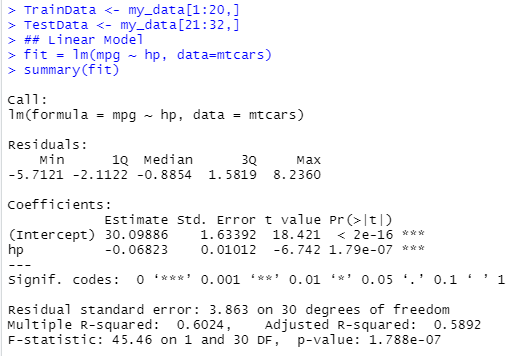 > TrainData <- my_data[1:20,]
> TestData <- my_data[21:32,]
> ## Linear Model
> fit = lm(mpg ~ hp, data=mtcars)
> summary(fit)

Call:
lm(formula = mpg ~ hp, data = mtcars)

Residuals:
    Min      1Q  Median      3Q     Max
-5.7121 -2.1122 -0.8854  1.5819  8.2360

Coefficients:
            Estimate Std. Error t value Pr(>|t|)
(Intercept) 30.09886    1.63392  18.421  < 2e-16 ***
hp          -0.06823    0.01012  -6.742 1.79e-07 ***
---
Signif. codes:  0 ‘***’ 0.001 ‘**’ 0.01 ‘*’ 0.05 ‘.’ 0.1 ‘ ’ 1

Residual standard error: 3.863 on 30 degrees of freedom
Multiple R-squared:  0.6024,    Adjusted R-squared:  0.5892
F-statistic: 45.46 on 1 and 30 DF,  p-value: 1.788e-07